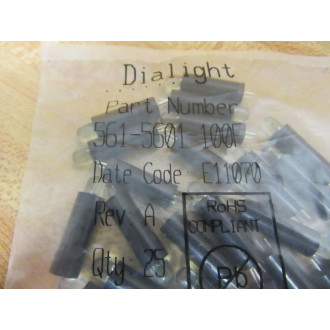 Dialight
Part Number
561-5601-100F
Date Code E11070
Rev A
RoHS
COMPLIANT
Qty 25
Pb